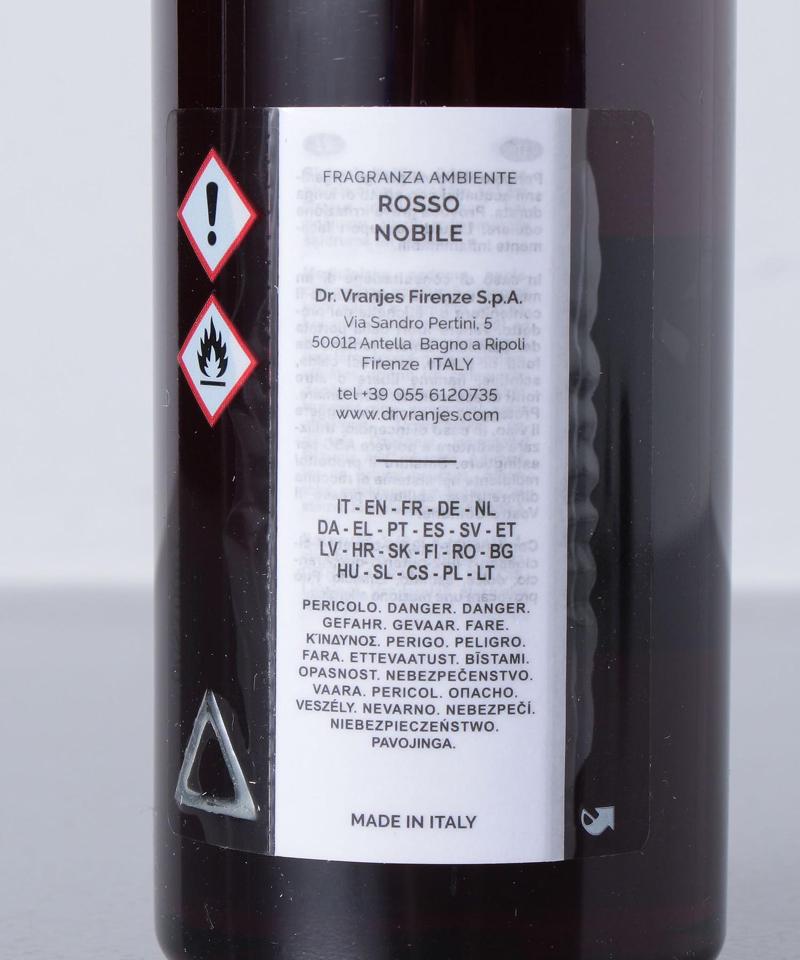 FRAGRANZA AMBIENTE
ROSSO
NOBILE
Dr. Vranjes Firenze S.p.A.
Via Sandro Pertini, 5
50012 Antella Bagno a Ripoli
Firenze ITALY
tel +39 055 6120735
www.drvranjes.com
IT - EN - FR - DE - NL
DA - EL - PT - ES - SV - ET
LV - HR - SK - FI - RO - BG
HU - SL - CS - PL - LT
PERICOLO. DANGER. DANGER.
GEFAHR. GEVAAR. FARE.
ΚΊΝΔΥΝΟΣ. PERIGO. PELIGRO.
FARA. ETTEVAATUST. BĪSTAMI.
OPASNOST. NEBEZPEČENSTVO.
VAARA. PERICOL. ОПАСНО.
VESZÉLY. NEVARNO. NEBEZPEČÍ.
NIEBEZPIECZEŃSTWO.
PAVOJINGA.
MADE IN ITALY